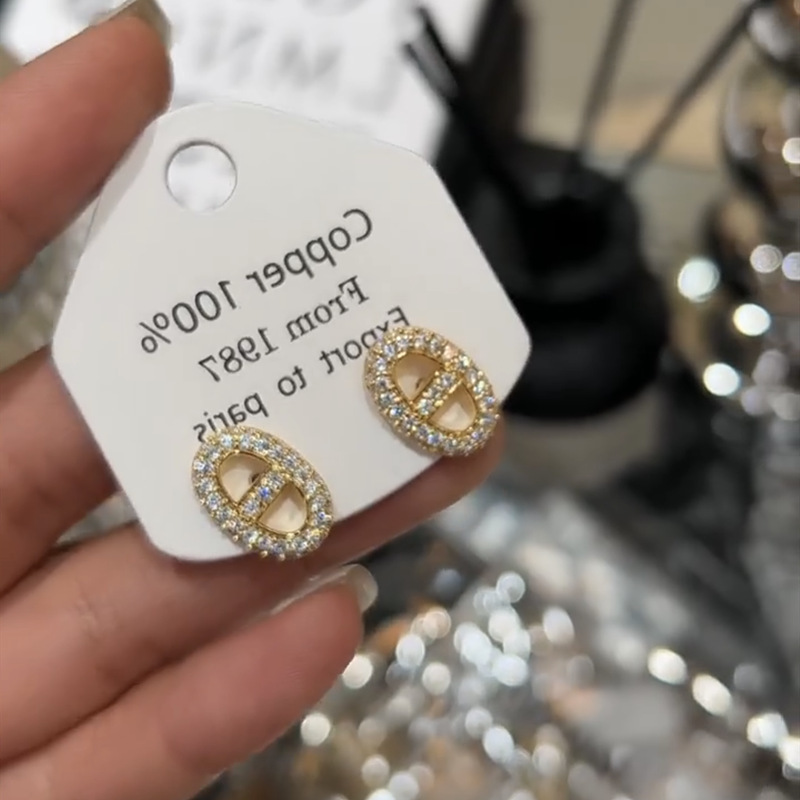 Copper 100%
From 1987
Export to paris